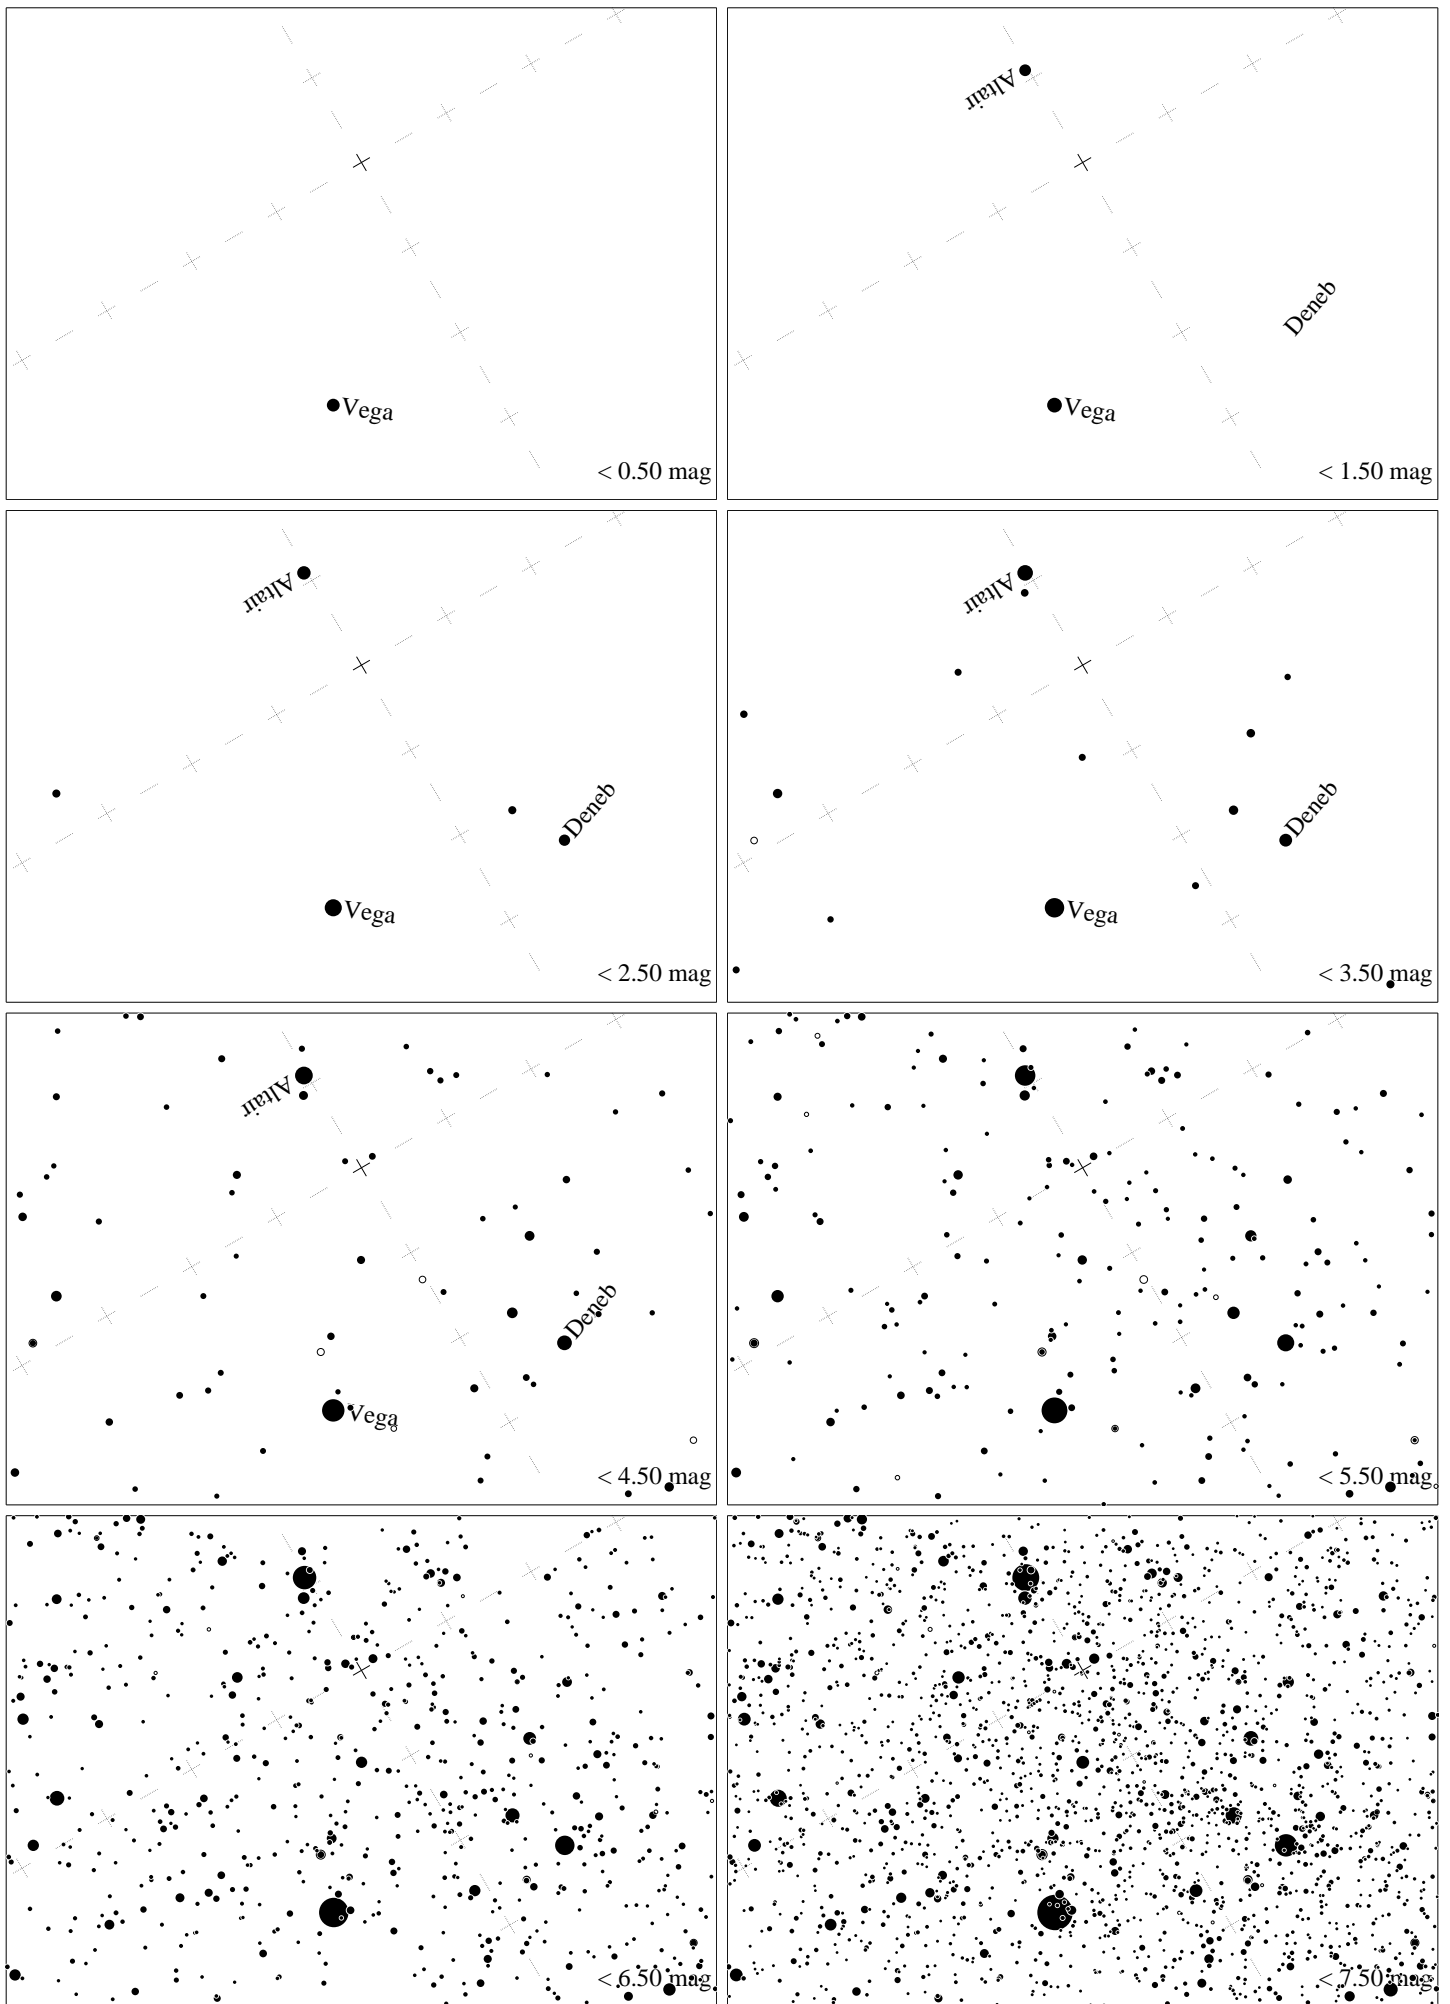 Vega
< 0.50 mag
Altair
Deneb
Vega
< 1.50 mag
Altair
Deneb
Vega
< 2.50 mag
Altair
Deneb
Vega
< 3.50 mag
Altair
Deneb
Vega
< 4.50 mag
< 5.50 mag
< 6.50 mag
< 7.50 mag